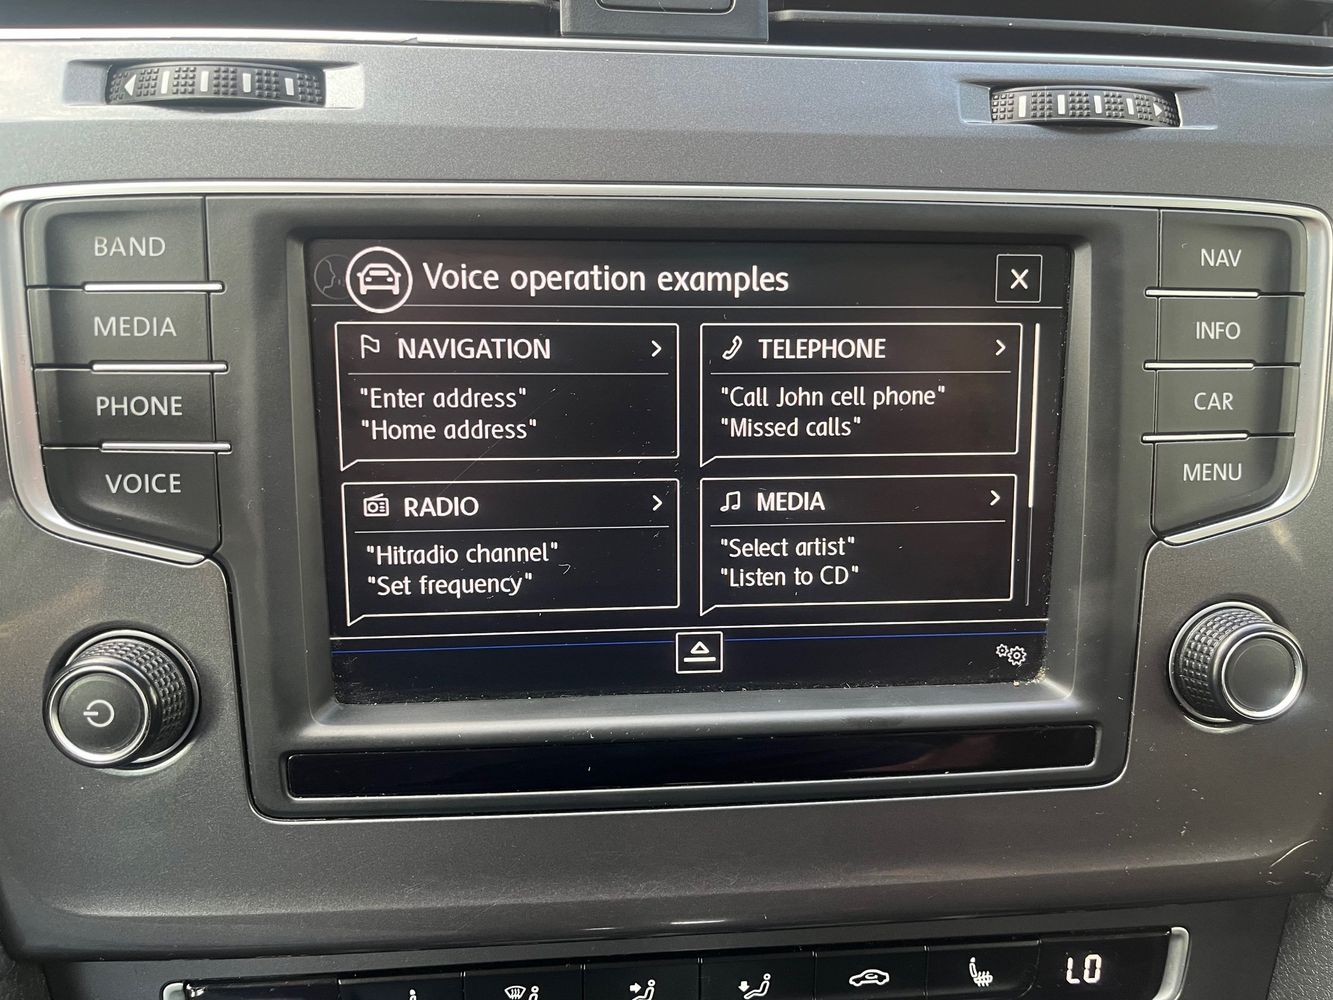 BAND
MEDIA
PHONE
VOICE
Voice operation examples
X
NAVIGATION
"Enter address"
"Home address"
TELEPHONE
"Call John cell phone"
"Missed calls"
RADIO
"Hitradio channel"
"Set frequency"
MEDIA
"Select artist"
"Listen to CD"
NAV
INFO
CAR
MENU
LO